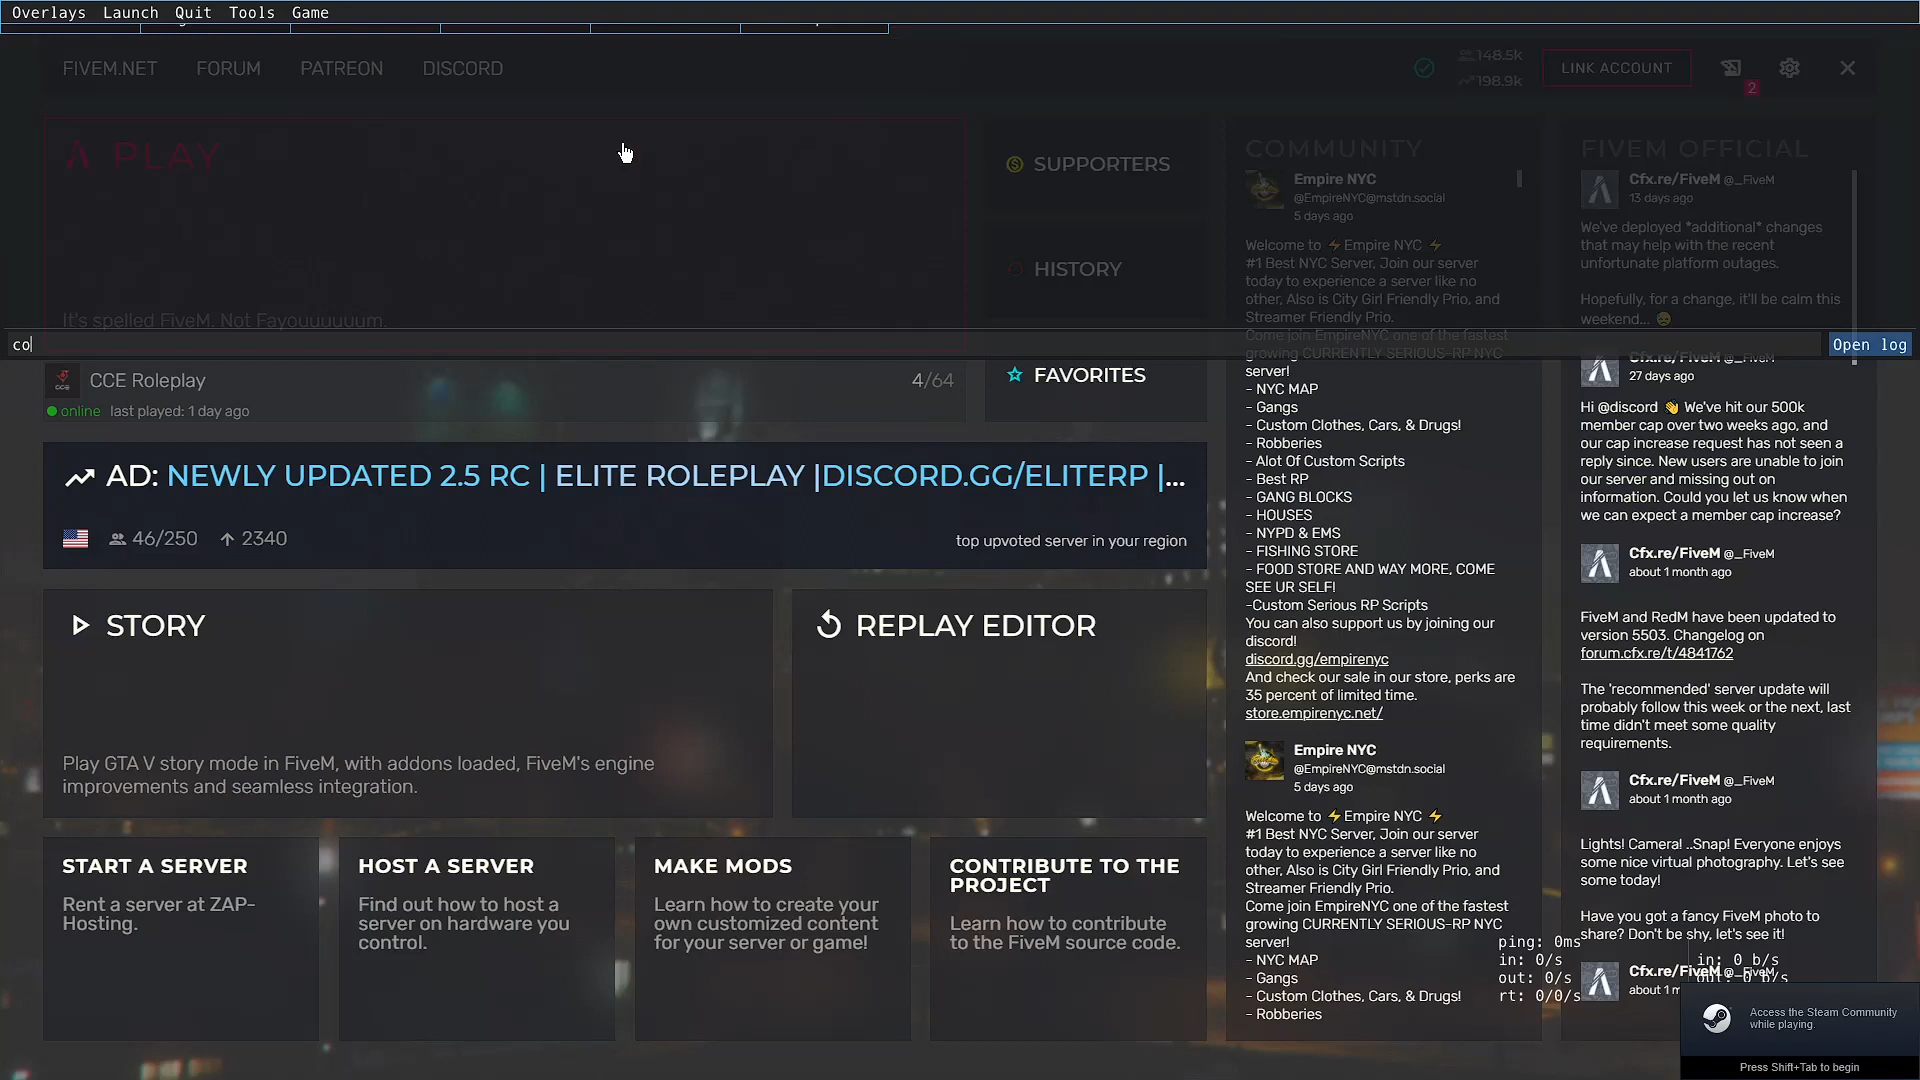 Overlays Launch Quit Tools Game
FIVEM.NET FORUM PATREON DISCORD
148.5k
198.9k
LINK ACCOUNT
2
PLAY
It's spelled FiveM. Not Fayouuuuuum.
co
Open log
CCE Roleplay
4/64
online last played: 1 day ago
SUPPORTERS
HISTORY
FAVORITES
AD: NEWLY UPDATED 2.5 RC | ELITE ROLEPLAY |DISCORD.GG/ELITERP |...
46/250 2340
top upvoted server in your region
STORY
Play GTA V story mode in FiveM, with addons loaded, FiveM's engine
improvements and seamless integration.
REPLAY EDITOR
START A SERVER
Rent a server at ZAP-
Hosting.
HOST A SERVER
Find out how to host a
server on hardware you
control.
MAKE MODS
Learn how to create your
own customized content
for your server or game!
CONTRIBUTE TO THE
PROJECT
Learn how to contribute
to the FiveM source code.
COMMUNITY
Empire NYC
@EmpireNYC@mstdn.social
5 days ago
Welcome to ⚡Empire NYC ⚡
#1 Best NYC Server, Join our server
today to experience a server like no
other, Also is City Girl Friendly Prio, and
Streamer Friendly Prio.
Come join EmpireNYC one of the fastest
growing CURRENTLY SERIOUS-RP NYC
server!
- NYC MAP
- Gangs
- Custom Clothes, Cars, & Drugs!
- Robberies
- Alot Of Custom Scripts
- Best RP
- GANG BLOCKS
- HOUSES
- NYPD & EMS
- FISHING STORE
- FOOD STORE AND WAY MORE, COME
SEE UR SELF!
-Custom Serious RP Scripts
You can also support us by joining our
discord!
discord.gg/empirenyc
And check our sale in our store, perks are
35 percent of limited time.
store.empirenyc.net/
Empire NYC
@EmpireNYC@mstdn.social
5 days ago
Welcome to ⚡Empire NYC ⚡
#1 Best NYC Server, Join our server
today to experience a server like no
other, Also is City Girl Friendly Prio, and
Streamer Friendly Prio.
Come join EmpireNYC one of the fastest
growing CURRENTLY SERIOUS-RP NYC
server!
- NYC MAP
- Gangs
- Custom Clothes, Cars, & Drugs!
- Robberies
FIVEM OFFICIAL
Cfx.re/FiveM @_FiveM
13 days ago
We've deployed *additional* changes
that may help with the recent
unfortunate platform outages.
Hopefully, for a change, it'll be calm this
weekend... 😑
Cfx.re/FiveM @_FiveM
27 days ago
Hi @discord 👋 We've hit our 500k
member cap over two weeks ago, and
our cap increase request has not seen a
reply since. New users are unable to join
our server and missing out on
information. Could you let us know when
we can expect a member cap increase?
Cfx.re/FiveM @_FiveM
about 1 month ago
FiveM and RedM have been updated to
version 5503. Changelog on
forum.cfx.re/t/4841762
The 'recommended' server update will
probably follow this week or the next, last
time didn't meet some quality
requirements.
Cfx.re/FiveM @_FiveM
about 1 month ago
Lights! Camera! ..Snap! Everyone enjoys
some nice virtual photography. Let's see
some today!
Have you got a fancy FiveM photo to
share? Don't be shy, let's see it!
Cfx.re/FiveM @_FiveM
about 1 m
ping: 0ms
in: 0/s
out: 0/s
rt: 0/0/s
in: 0 b/s
out: 0 b/s
Access the Steam Community
while playing.
Press Shift+Tab to begin